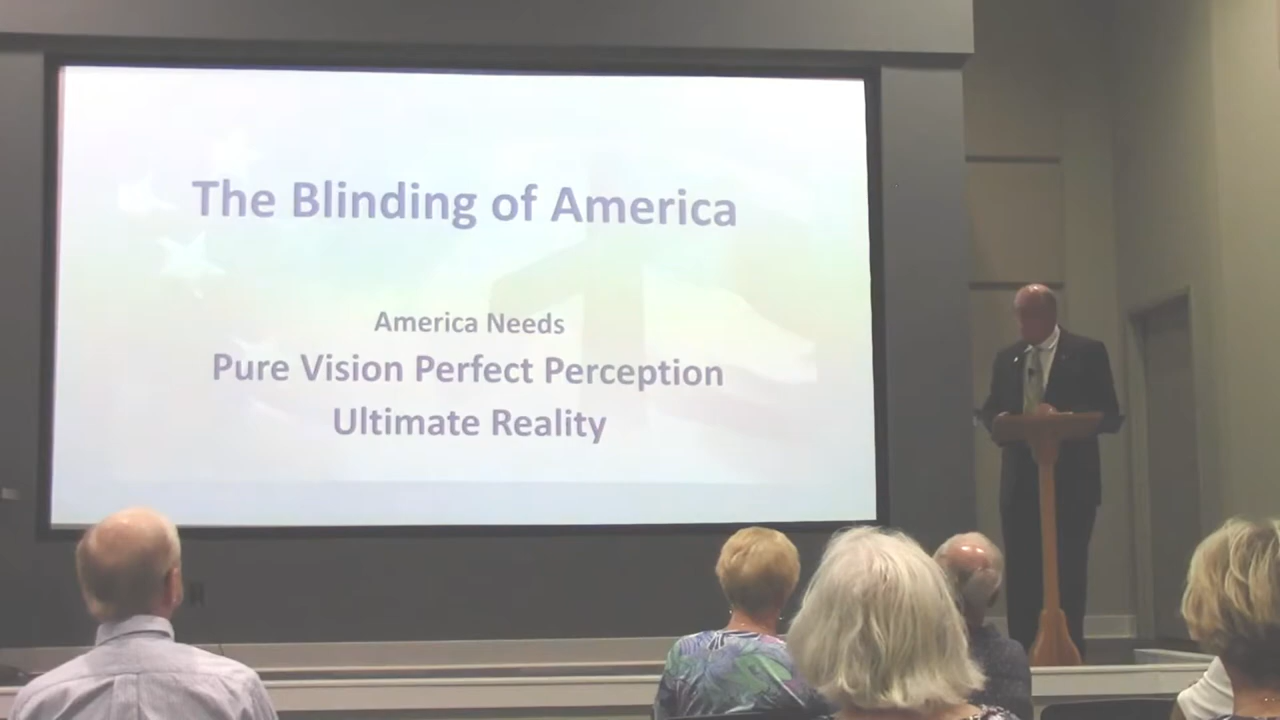 The Blinding of America
America Needs
Pure Vision Perfect Perception
Ultimate Reality